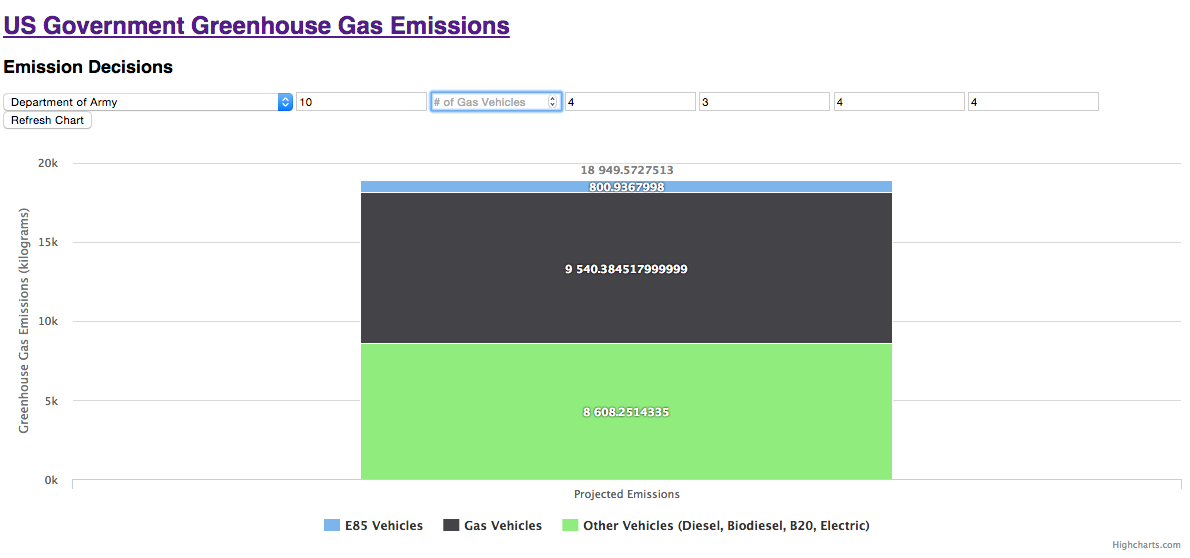 US Government Greenhouse Gas Emissions
Emission Decisions
Department of Army 10 # of Gas Vehicles 4 3 4 4
Refresh Chart
20k
18 949.5727513
800.9367998
15k
9 540.384517999999
10k
8 608.2514335
5k
0k
Greenhouse Gas Emissions (kilograms)
Projected Emissions
E85 Vehicles Gas Vehicles Other Vehicles (Diesel, Biodiesel, B20, Electric)
Highcharts.com